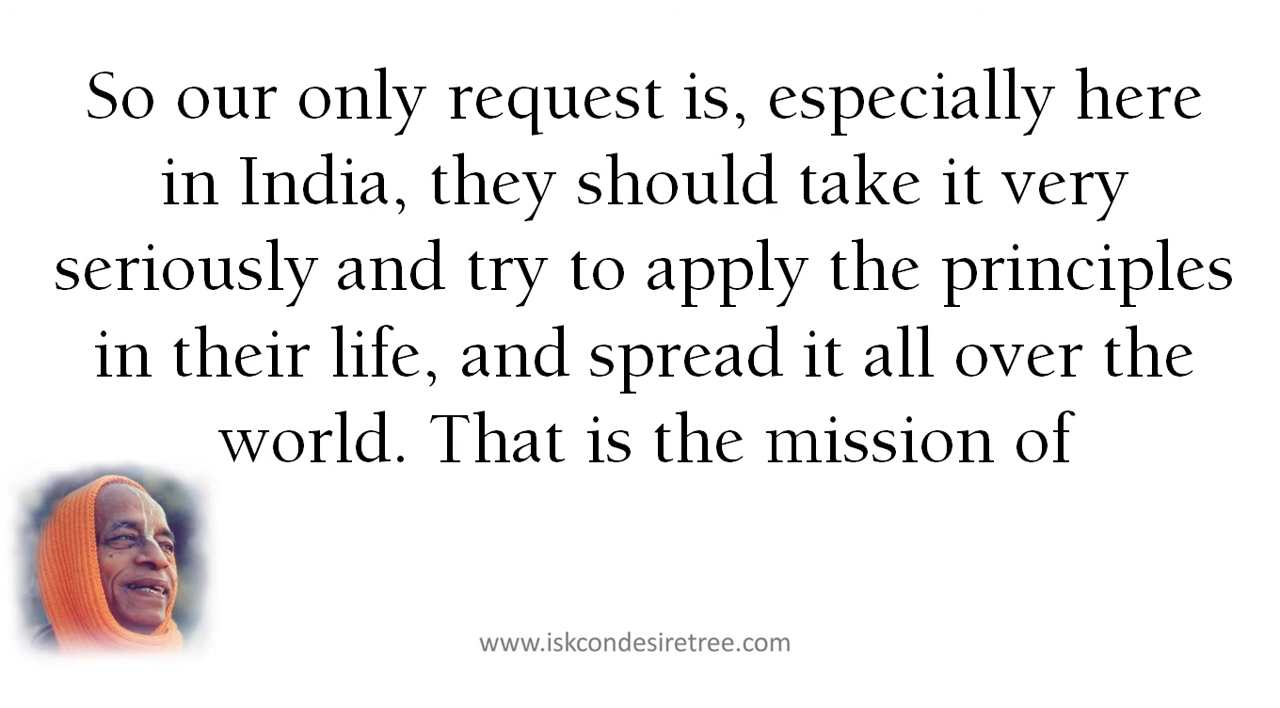 So our only request is, especially here
in India, they should take it very
seriously and try to apply the principles
in their life, and spread it all over the
world. That is the mission of
www.iskcondesiretree.com